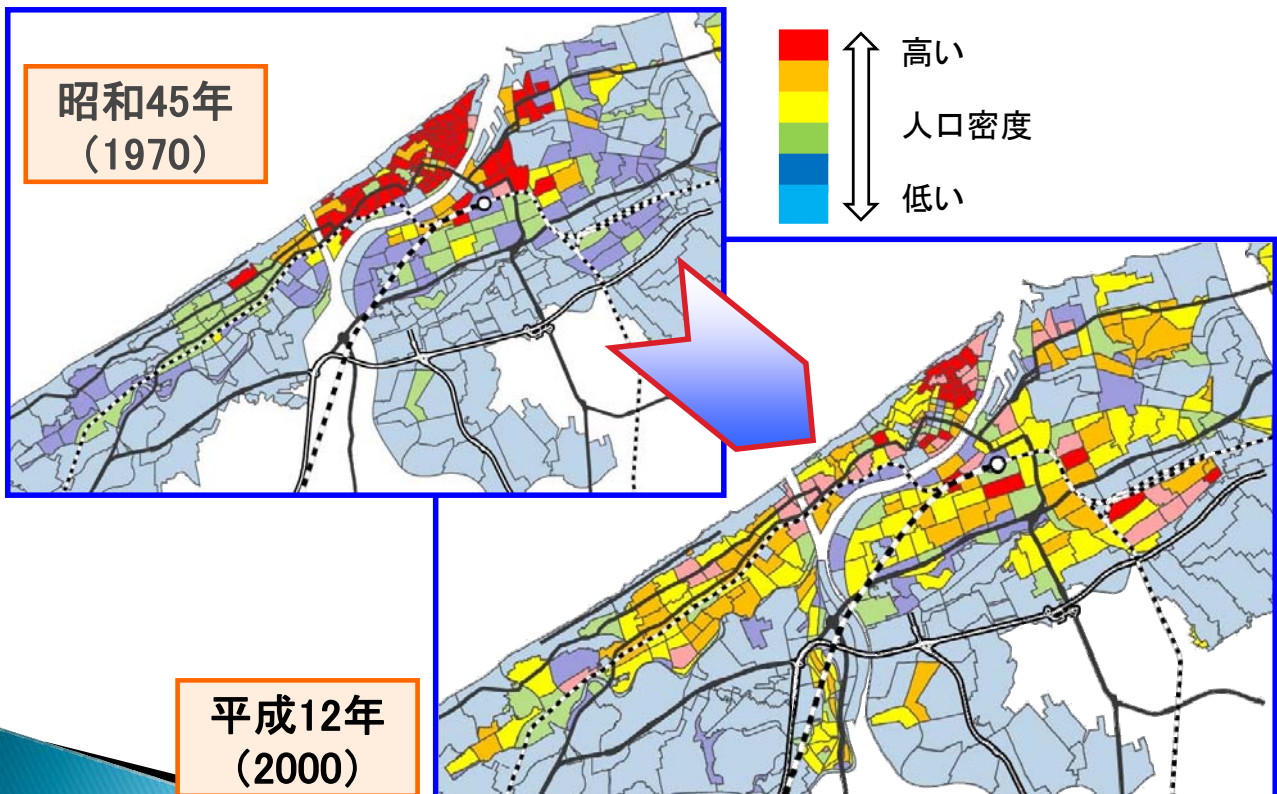 昭和45年
(1970)
高い
人口密度
低い
平成12年
(2000)